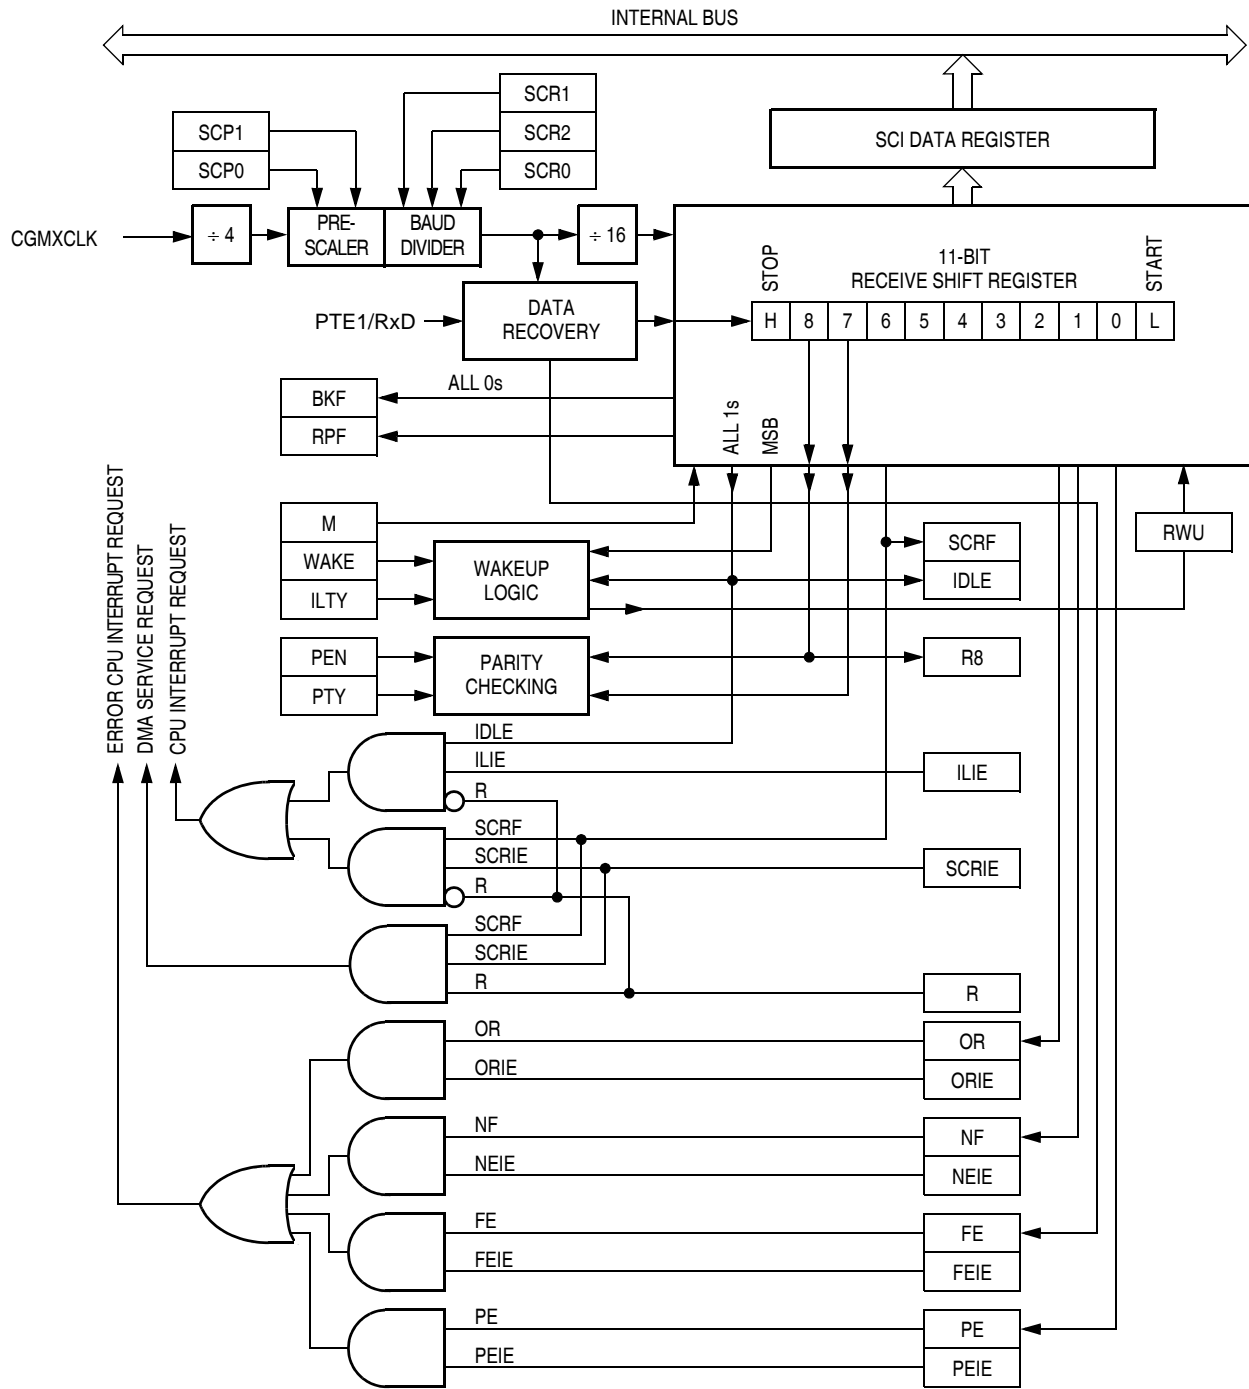 INTERNAL BUS
SCR1
SCR2
SCR0
SCP1
SCP0
SCI DATA REGISTER
CGMXCLK
÷ 4
PRE-
SCALER
BAUD
DIVIDER
÷ 16
STOP
11-BIT
RECEIVE SHIFT REGISTER
START
PTE1/RxD
DATA
RECOVERY
H 8 7 6 5 4 3 2 1 0 L
ALL 0s
BKF
RPF
ALL 1s
MSB
M
WAKE
ILTY
WAKEUP
LOGIC
SCRF
IDLE
RWU
PEN
PTY
PARITY
CHECKING
R8
ERROR CPU INTERRUPT REQUEST
DMA SERVICE REQUEST
CPU INTERRUPT REQUEST
IDLE
ILIE
R
ILIE
SCRF
SCRIE
R
SCRIE
SCRF
SCRIE
R
R
OR
ORIE
OR
ORIE
NF
NEIE
NF
NEIE
FE
FEIE
FE
FEIE
PE
PEIE
PE
PEIE